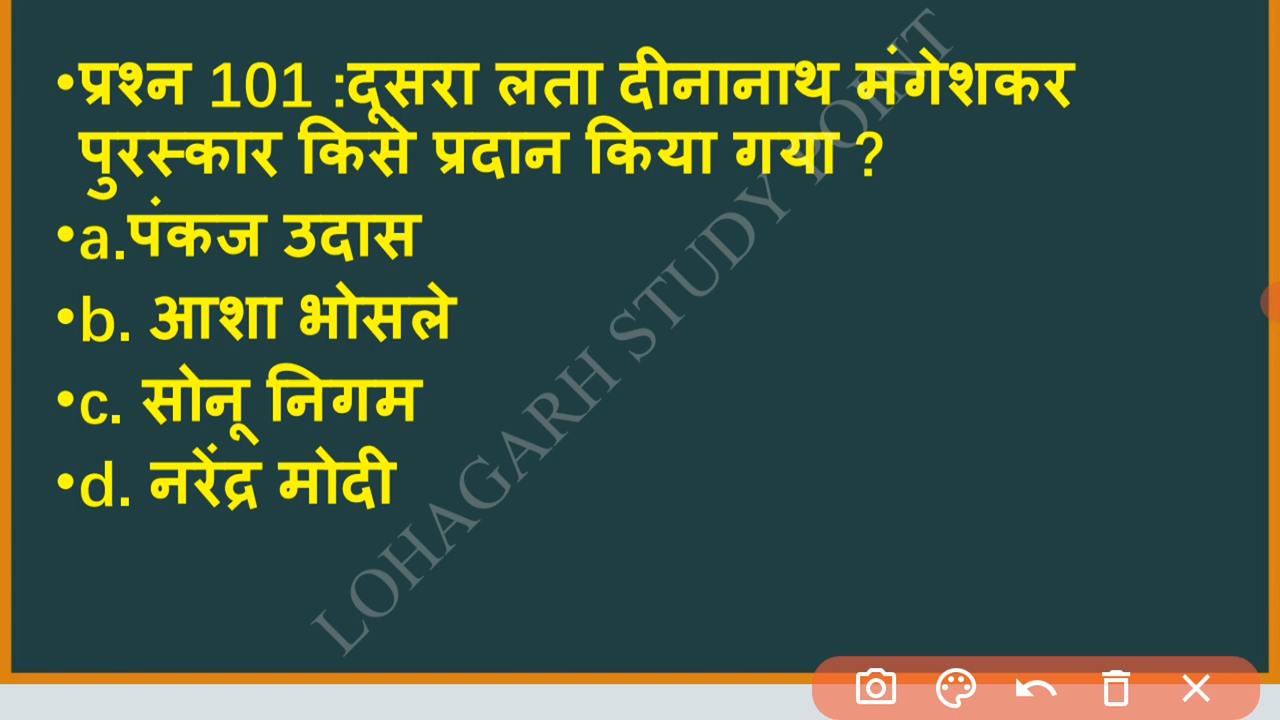 •प्रश्न 101 :दूसरा लता दीनानाथ मंगेशकर
पुरस्कार किसे प्रदान किया गया ?
•a.पंकज उदास
•b. आशा भोसले
•c. सोनू निगम
•d. नरेंद्र मोदी
LOHAGARH STUDY POINT